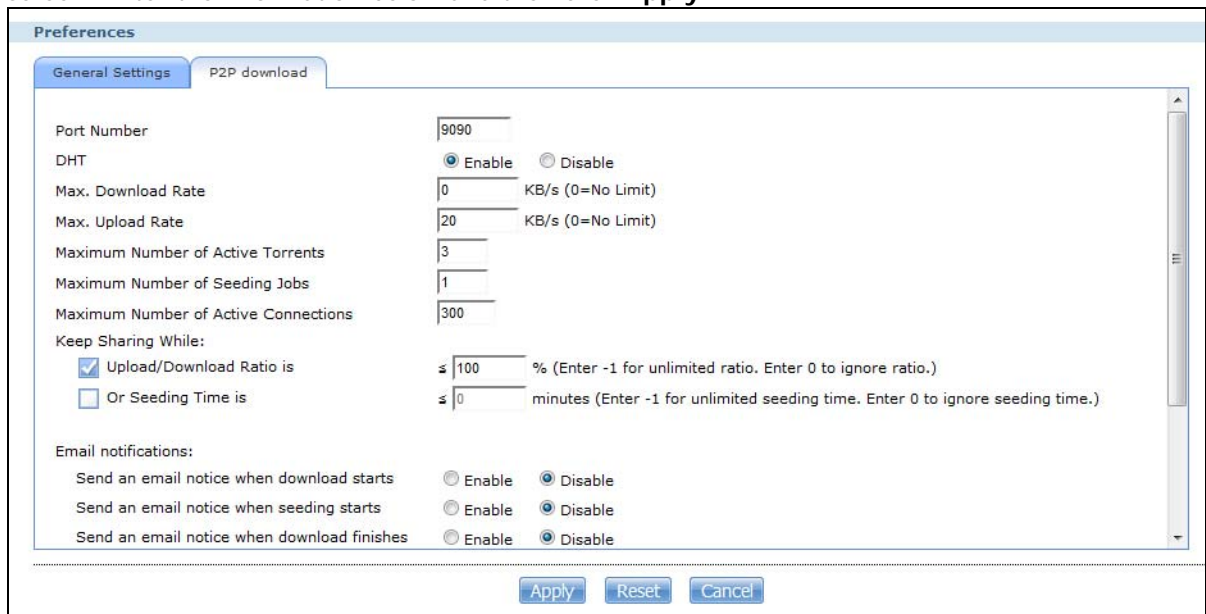 Preferences
General Settings P2P download
Port Number 9090
DHT Enable Disable
Max. Download Rate 0 KB/s (0=No Limit)
Max. Upload Rate 20 KB/s (0=No Limit)
Maximum Number of Active Torrents 3
Maximum Number of Seeding Jobs 1
Maximum Number of Active Connections 300
Keep Sharing While:
Upload/Download Ratio is ≤ 100 % (Enter -1 for unlimited ratio. Enter 0 to ignore ratio.)
Or Seeding Time is ≤ 0 minutes (Enter -1 for unlimited seeding time. Enter 0 to ignore seeding time.)
Email notifications:
Send an email notice when download starts Enable Disable
Send an email notice when seeding starts Enable Disable
Send an email notice when download finishes Enable Disable
Apply Reset Cancel